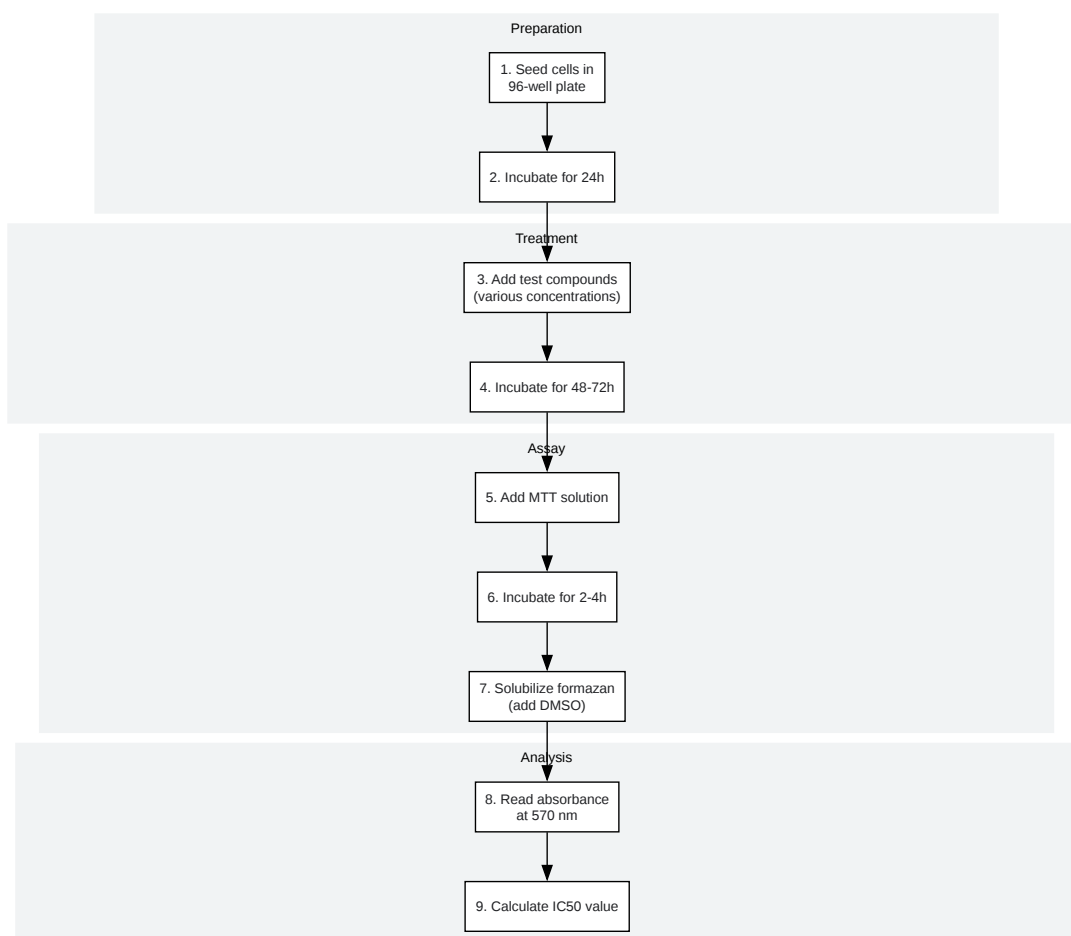 Preparation
1. Seed cells in
96-well plate
2. Incubate for 24h
Treatment
3. Add test compounds
(various concentrations)
4. Incubate for 48-72h
Assay
5. Add MTT solution
6. Incubate for 2-4h
7. Solubilize formazan
(add DMSO)
Analysis
8. Read absorbance
at 570 nm
9. Calculate IC50 value